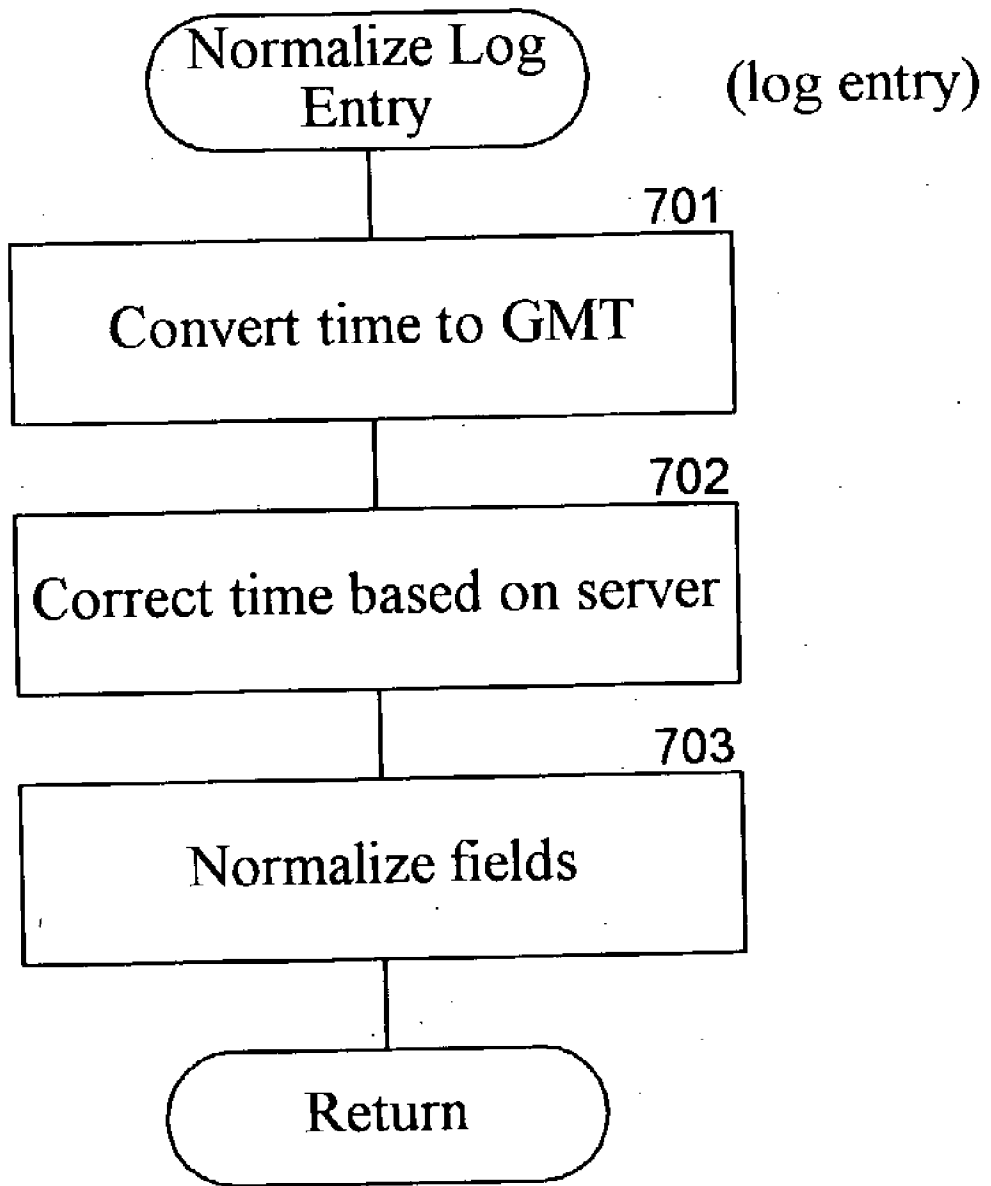 Normalize Log
Entry
(log entry)
701
Convert time to GMT
702
Correct time based on server
703
Normalize fields
Return